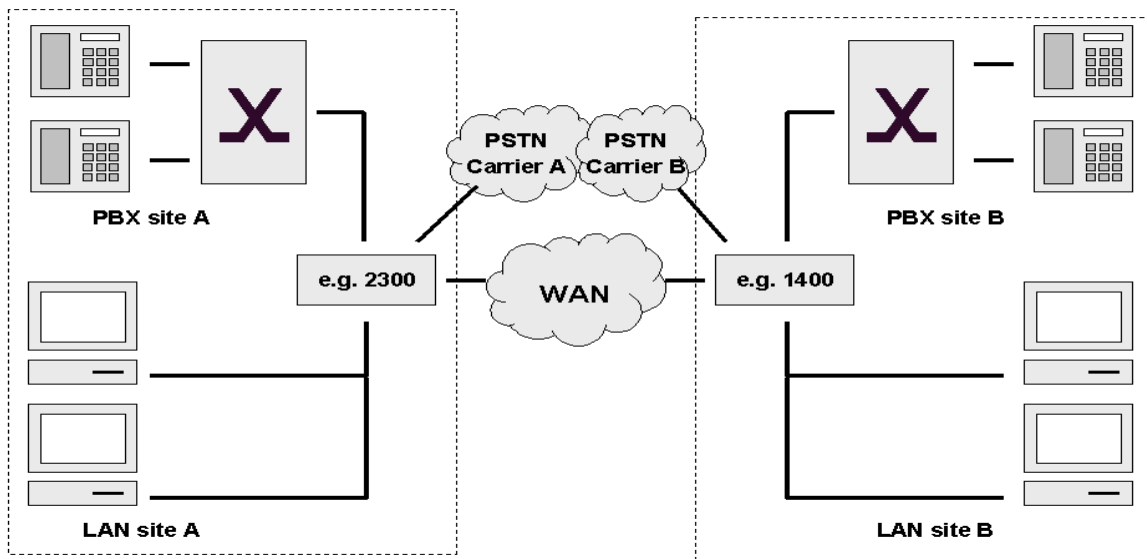 PSTN
Carrier A
PSTN
Carrier B
PBX site A
PBX site B
e.g. 2300
WAN
e.g. 1400
LAN site A
LAN site B